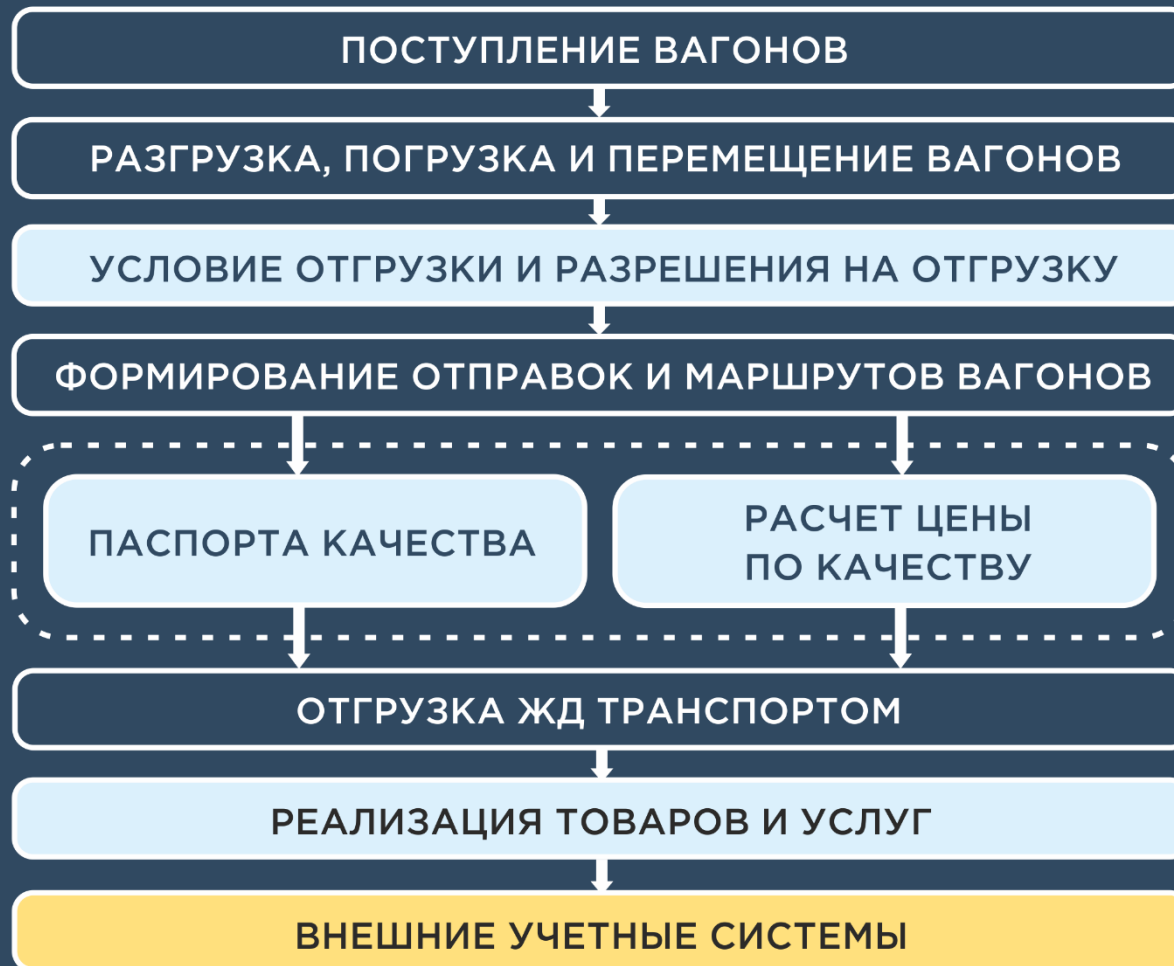 ПОСТУПЛЕНИЕ ВАГОНОВ
РАЗГРУЗКА, ПОГРУЗКА И ПЕРЕМЕЩЕНИЕ ВАГОНОВ
УСЛОВИЕ ОТГРУЗКИ И РАЗРЕШЕНИЯ НА ОТГРУЗКУ
ФОРМИРОВАНИЕ ОТПРАВОК И МАРШРУТОВ ВАГОНОВ
ПАСПОРТА КАЧЕСТВА
РАСЧЕТ ЦЕНЫ
ПО КАЧЕСТВУ
ОТГРУЗКА ЖД ТРАНСПОРТОМ
РЕАЛИЗАЦИЯ ТОВАРОВ И УСЛУГ
ВНЕШНИЕ УЧЕТНЫЕ СИСТЕМЫ